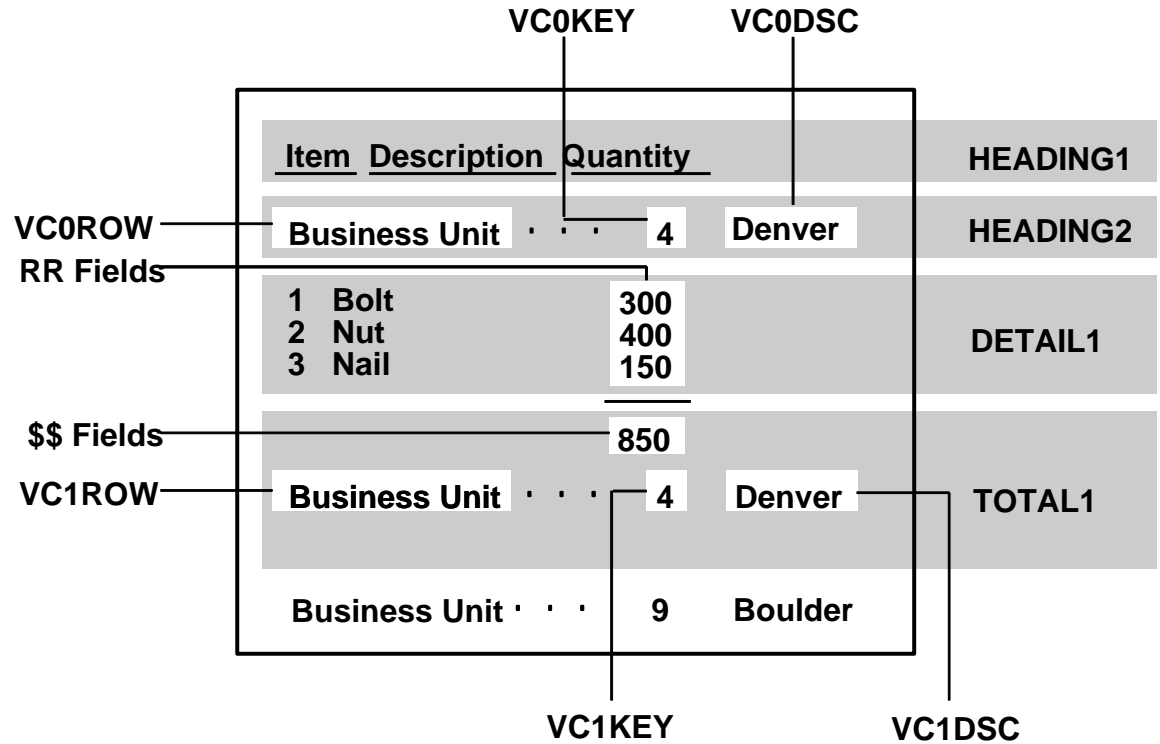 VC0KEY VC0DSC
Item Description Quantity HEADING1
VC0ROW Business Unit . . . 4 Denver HEADING2
RR Fields
1 Bolt 300
2 Nut 400 DETAIL1
3 Nail 150
$$ Fields 850
VC1ROW Business Unit . . . 4 Denver TOTAL1
Business Unit . . . 9 Boulder
VC1KEY VC1DSC